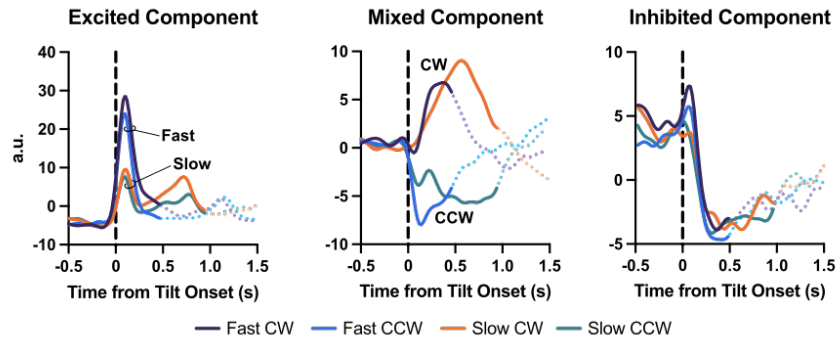 Excited Component
Mixed Component
Inhibited Component
a.u.
40
30
20
10
0
-10
Fast
Slow
-0.5
0
0.5
1.0
1.5
Time from Tilt Onset (s)
10
5
0
-5
-10
CW
CCW
-0.5
0
0.5
1.0
1.5
Time from Tilt Onset (s)
10
5
0
-5
-0.5
0
0.5
1.0
1.5
Time from Tilt Onset (s)
Fast CW
Fast CCW
Slow CW
Slow CCW